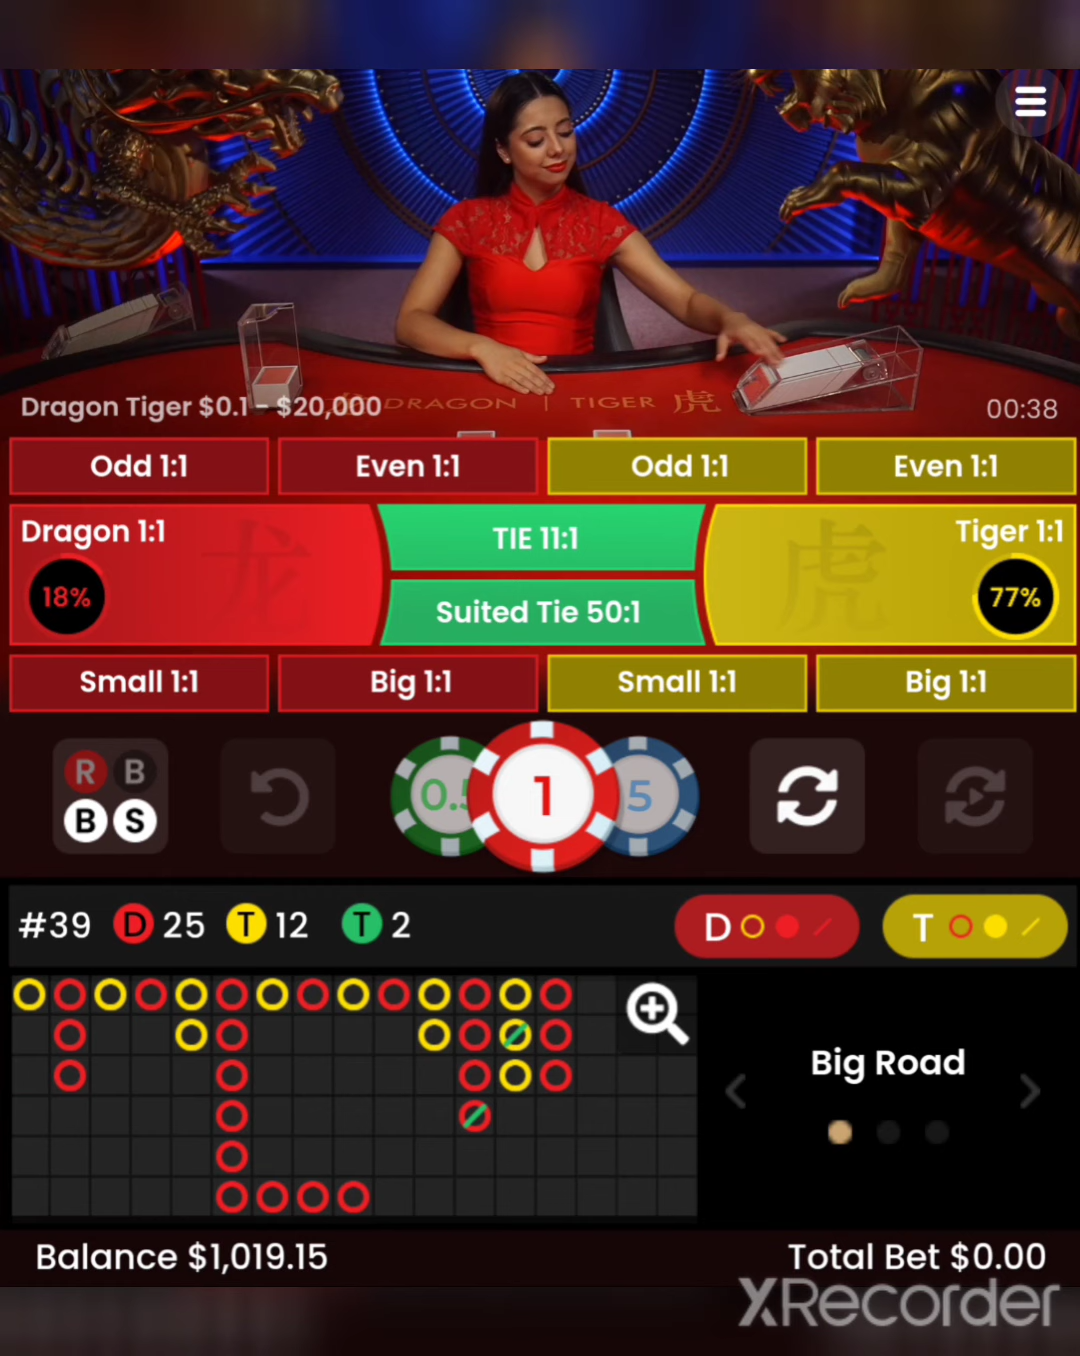 Dragon Tiger $0.1 - $20,000
DRAGON | TIGER 虎
00:38
Odd 1:1
Even 1:1
Odd 1:1
Even 1:1
Dragon 1:1
龙
18%
TIE 11:1
Suited Tie 50:1
Tiger 1:1
虎
77%
Small 1:1
Big 1:1
Small 1:1
Big 1:1
R B
B S
1
5
#39 D 25 T 12 T 2
D
T
Big Road
Balance $1,019.15
Total Bet $0.00
XRecorder